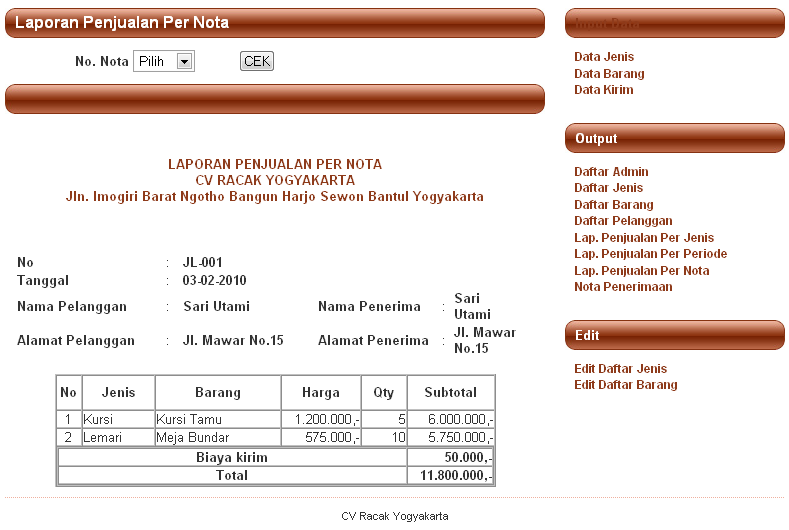 Laporan Penjualan Per Nota
No. Nota Pilih CEK
LAPORAN PENJUALAN PER NOTA
CV RACAK YOGYAKARTA
Jln. Imogiri Barat Ngotho Bangun Harjo Sewon Bantul Yogyakarta
No : JL-001
Tanggal : 03-02-2010
Nama Pelanggan : Sari Utami Nama Penerima : Sari Utami
Alamat Pelanggan : Jl. Mawar No.15 Alamat Penerima : Jl. Mawar No.15
No Jenis Barang Harga Qty Subtotal
1 Kursi Kursi Tamu 1.200.000,- 5 6.000.000,-
2 Lemari Meja Bundar 575.000,- 10 5.750.000,-
Biaya kirim 50.000,-
Total 11.800.000,-
Input Data
Data Jenis
Data Barang
Data Kirim
Output
Daftar Admin
Daftar Jenis
Daftar Barang
Daftar Pelanggan
Lap. Penjualan Per Jenis
Lap. Penjualan Per Periode
Lap. Penjualan Per Nota
Nota Penerimaan
Edit
Edit Daftar Jenis
Edit Daftar Barang
CV Racak Yogyakarta